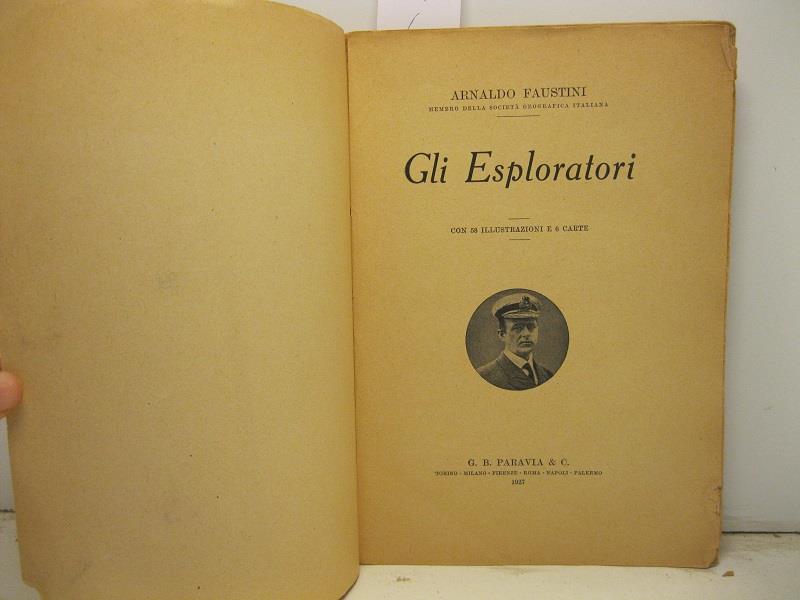 ARNALDO FAUSTINI
MEMBRO DELLA SOCIETÀ GEOGRAFICA ITALIANA
Gli Esploratori
CON 58 ILLUSTRAZIONI E 6 CARTE
G. B. PARAVIA & C.
TORINO - MILANO - FIRENZE - ROMA - NAPOLI - PALERMO
1927